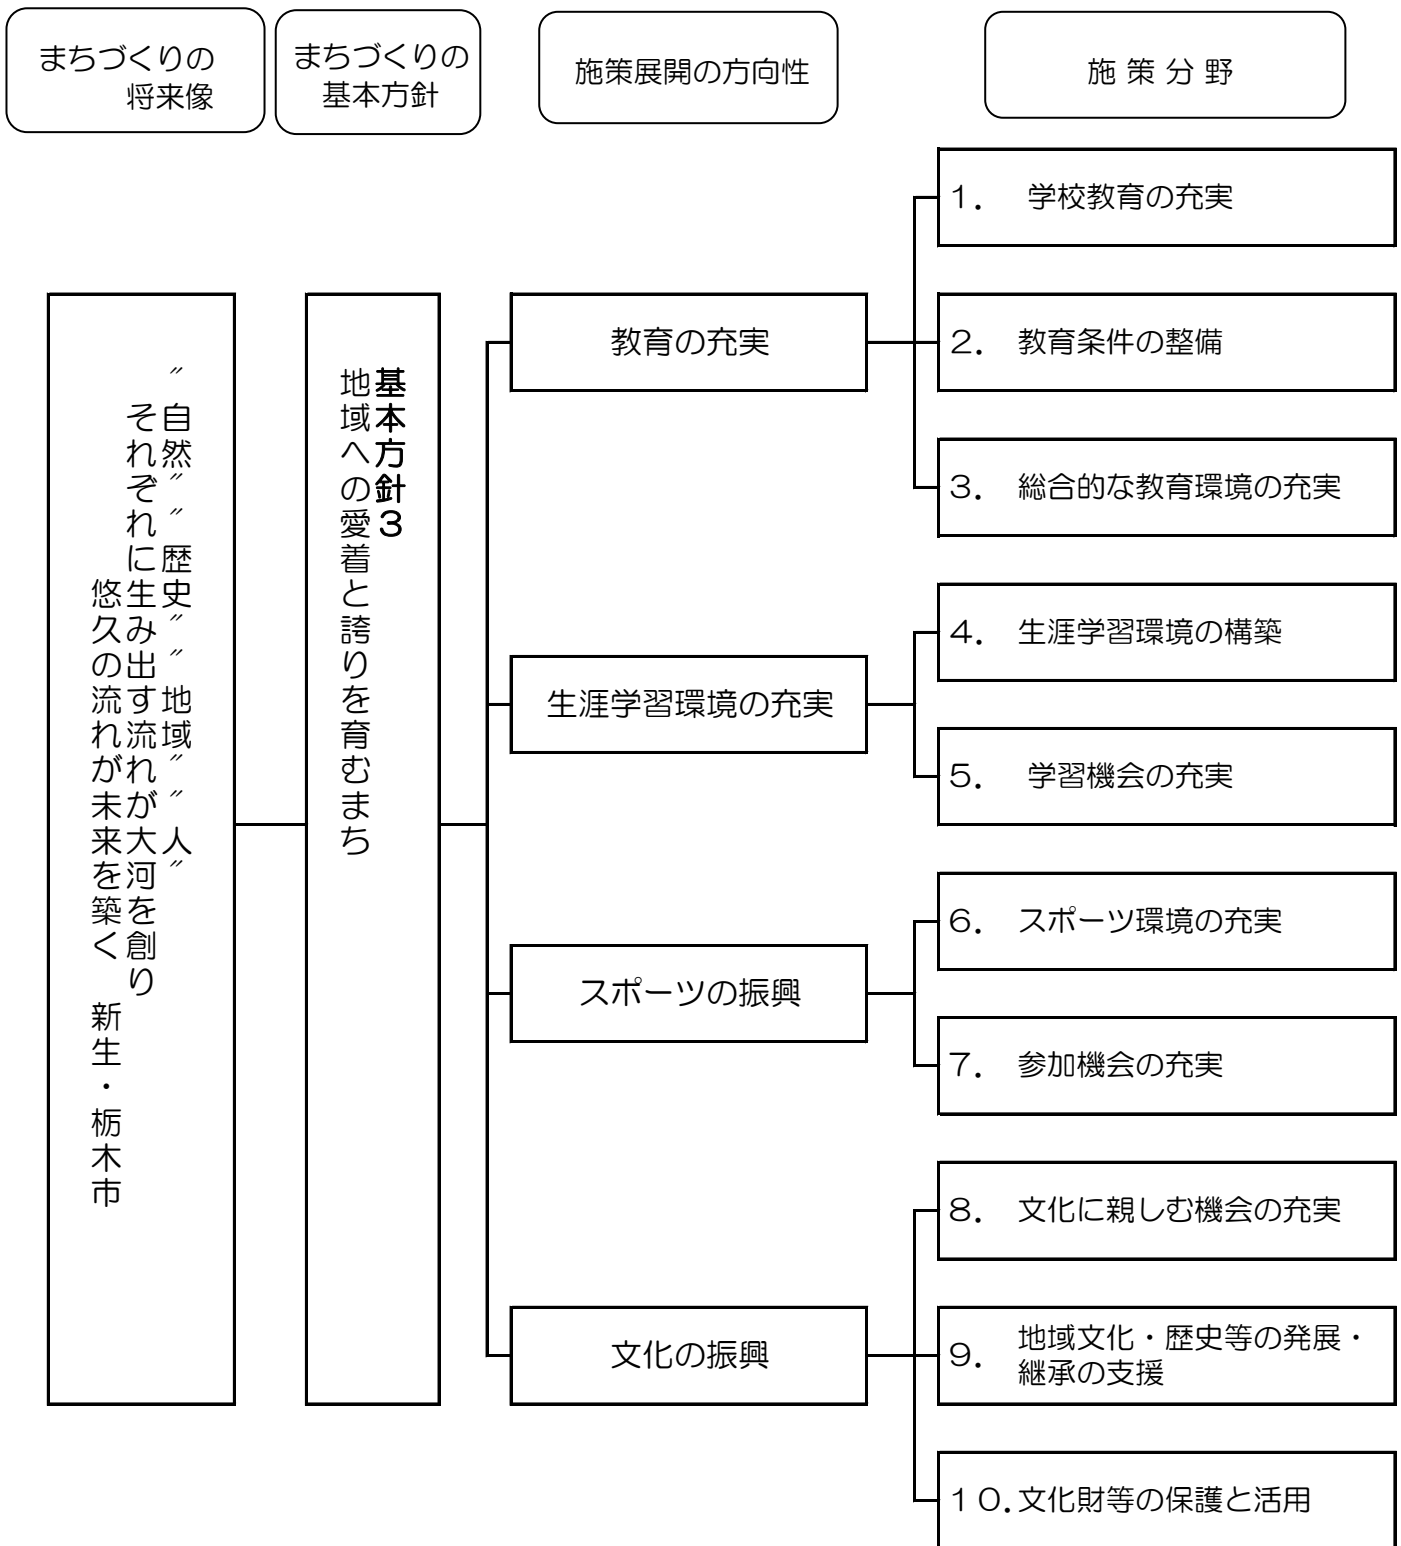 まちづくりの
将来像
まちづくりの
基本方針
施策展開の方向性
施策分野
〃自然〃〃歴史〃〃地域〃〃人〃
それぞれに生み出す流れが大河を創り
悠久の流れが未来を築く　新生・栃木市
基本方針３
地域への愛着と誇りを育むまち
教育の充実
１．　学校教育の充実
２．　教育条件の整備
３．　総合的な教育環境の充実
生涯学習環境の充実
４．　生涯学習環境の構築
５．　学習機会の充実
スポーツの振興
６．　スポーツ環境の充実
７．　参加機会の充実
文化の振興
８．　文化に親しむ機会の充実
９．　地域文化・歴史等の発展・
継承の支援
１０．文化財等の保護と活用